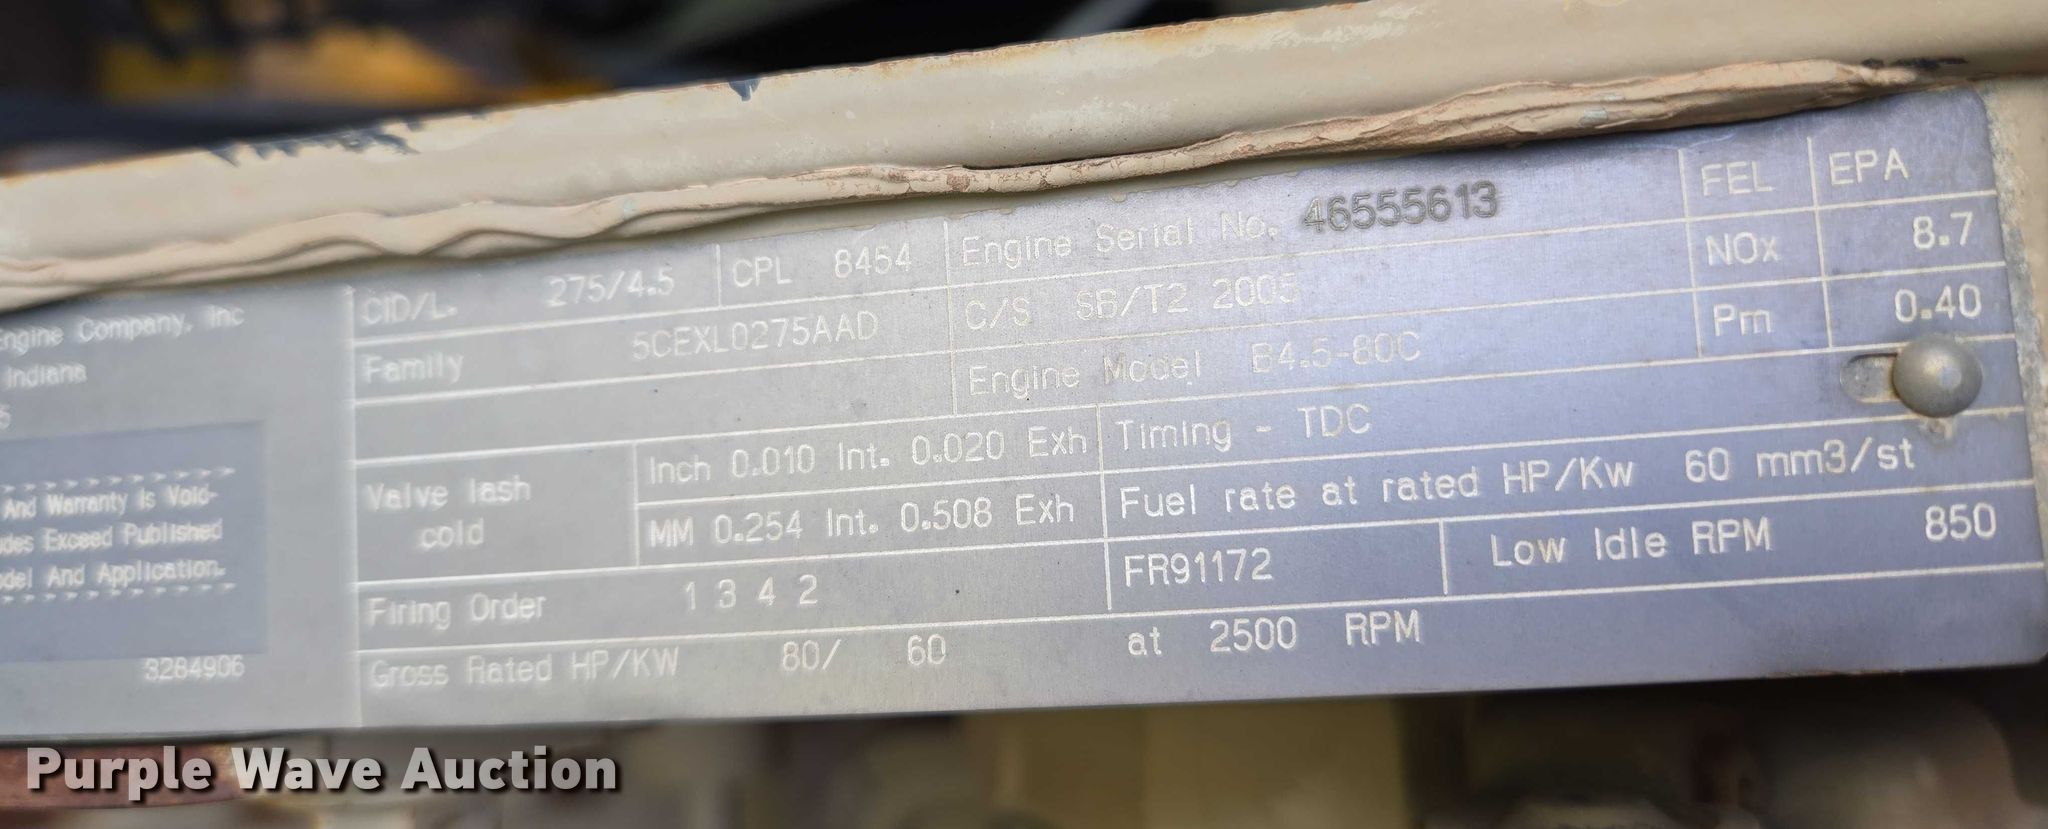 Engine Company, Inc
Indiana
5
And Warranty Is Void-
Exceed Published
And Application.
3284906
CID/L. 275/4.5 CPL 8454
Family 5CEXL0275AAD
Engine Serial No. 46555613
C/S SB/T2 2005
Engine Model B4.5-80C
FEL EPA
NOx 8.7
Pm 0.40
Valve lash cold
Inch 0.010 Int. 0.020 Exh
MM 0.254 Int. 0.508 Exh
Timing - TDC
Fuel rate at rated HP/Kw 60 mm3/st
Firing Order 1 3 4 2
FR91172 Low Idle RPM 850
Gross Rated HP/KW 80/ 60 at 2500 RPM
Purple Wave Auction